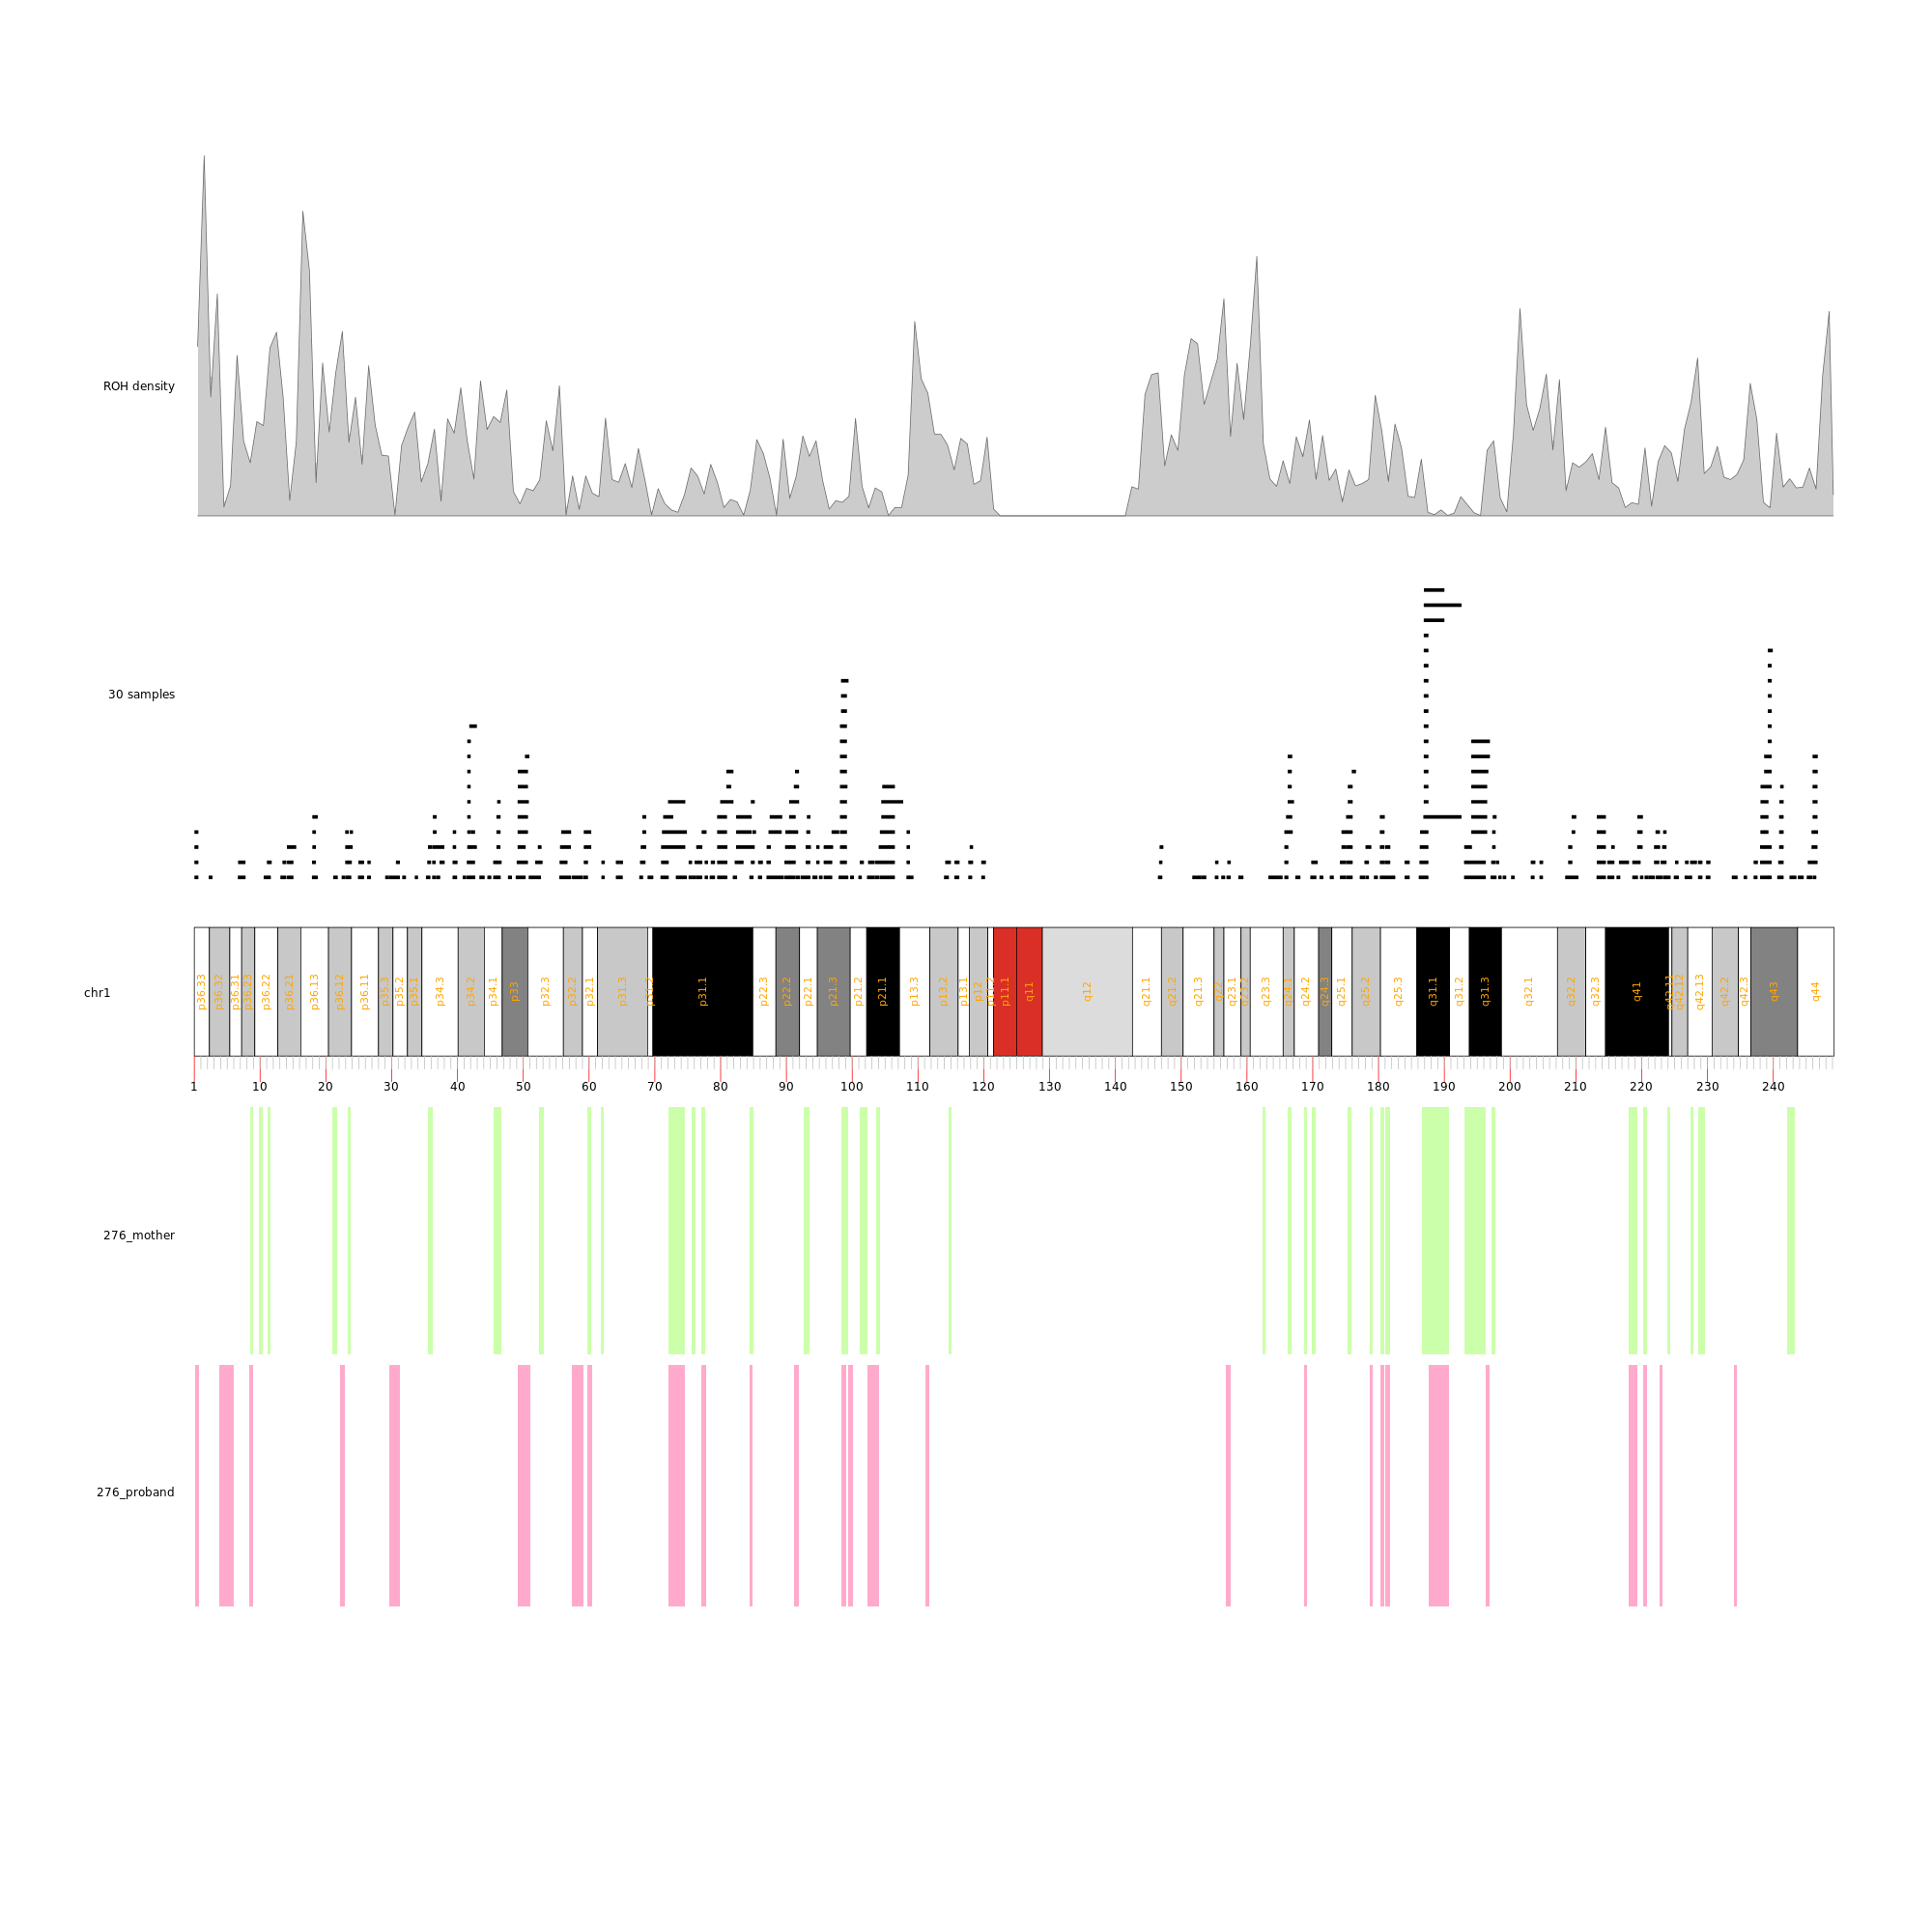 ROH density
30 samples
chr1
p36.33 p36.32 p36.31 p36.23 p36.22 p36.21 p36.13 p36.12 p36.11 p35.3 p35.2 p35.1 p34.3 p34.2 p34.1 p33 p32.3 p32.2 p32.1 p31.3 p31.1 p22.3 p22.2 p22.1 p21.3 p21.2 p21.1 p13.3 p13.2 p13.1 p12 p11.1 q11 q12 q21.1 q21.2 q21.3 q22 q23.1 q23.3 q24.1 q24.2 q24.3 q25.1 q25.2 q25.3 q31.1 q31.2 q31.3 q32.1 q32.2 q32.3 q41 q42.12 q42.13 q42.2 q42.3 q43 q44
1 10 20 30 40 50 60 70 80 90 100 110 120 130 140 150 160 170 180 190 200 210 220 230 240
276_mother
276_proband